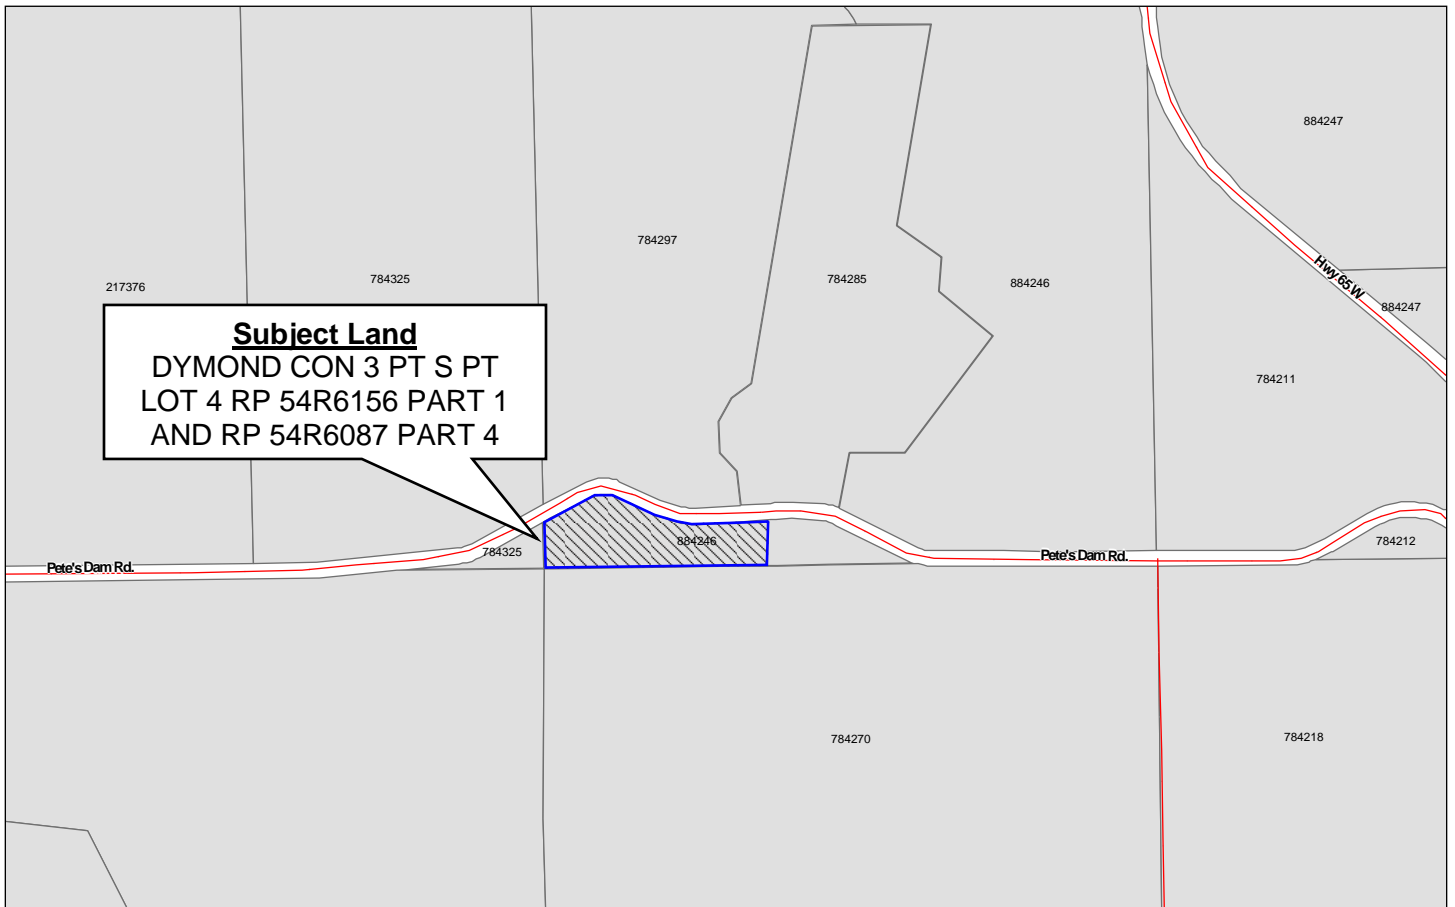 884247
784297
784325
784285
884246
217376
Hwy 65 W
884247
Subject Land
DYMOND CON 3 PT S PT
LOT 4 RP 54R6156 PART 1
AND RP 54R6087 PART 4
784211
884246
784212
784325
Pete's Dam Rd.
Pete's Dam Rd.
784270
784218